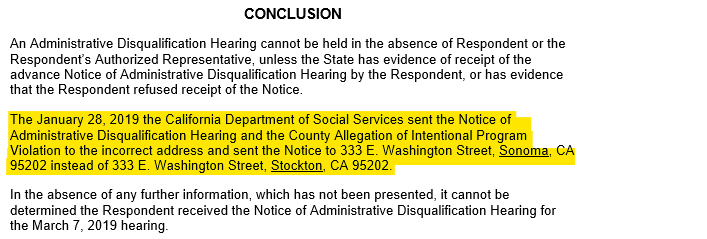 CONCLUSION
An Administrative Disqualification Hearing cannot be held in the absence of Respondent or the
Respondent's Authorized Representative, unless the State has evidence of receipt of the
advance Notice of Administrative Disqualification Hearing by the Respondent, or has evidence
that the Respondent refused receipt of the Notice.
The January 28, 2019 the California Department of Social Services sent the Notice of
Administrative Disqualification Hearing and the County Allegation of Intentional Program
Violation to the incorrect address and sent the Notice to 333 E. Washington Street, Sonoma, CA
95202 instead of 333 E. Washington Street, Stockton, CA 95202.
In the absence of any further information, which has not been presented, it cannot be
determined the Respondent received the Notice of Administrative Disqualification Hearing for
the March 7, 2019 hearing.